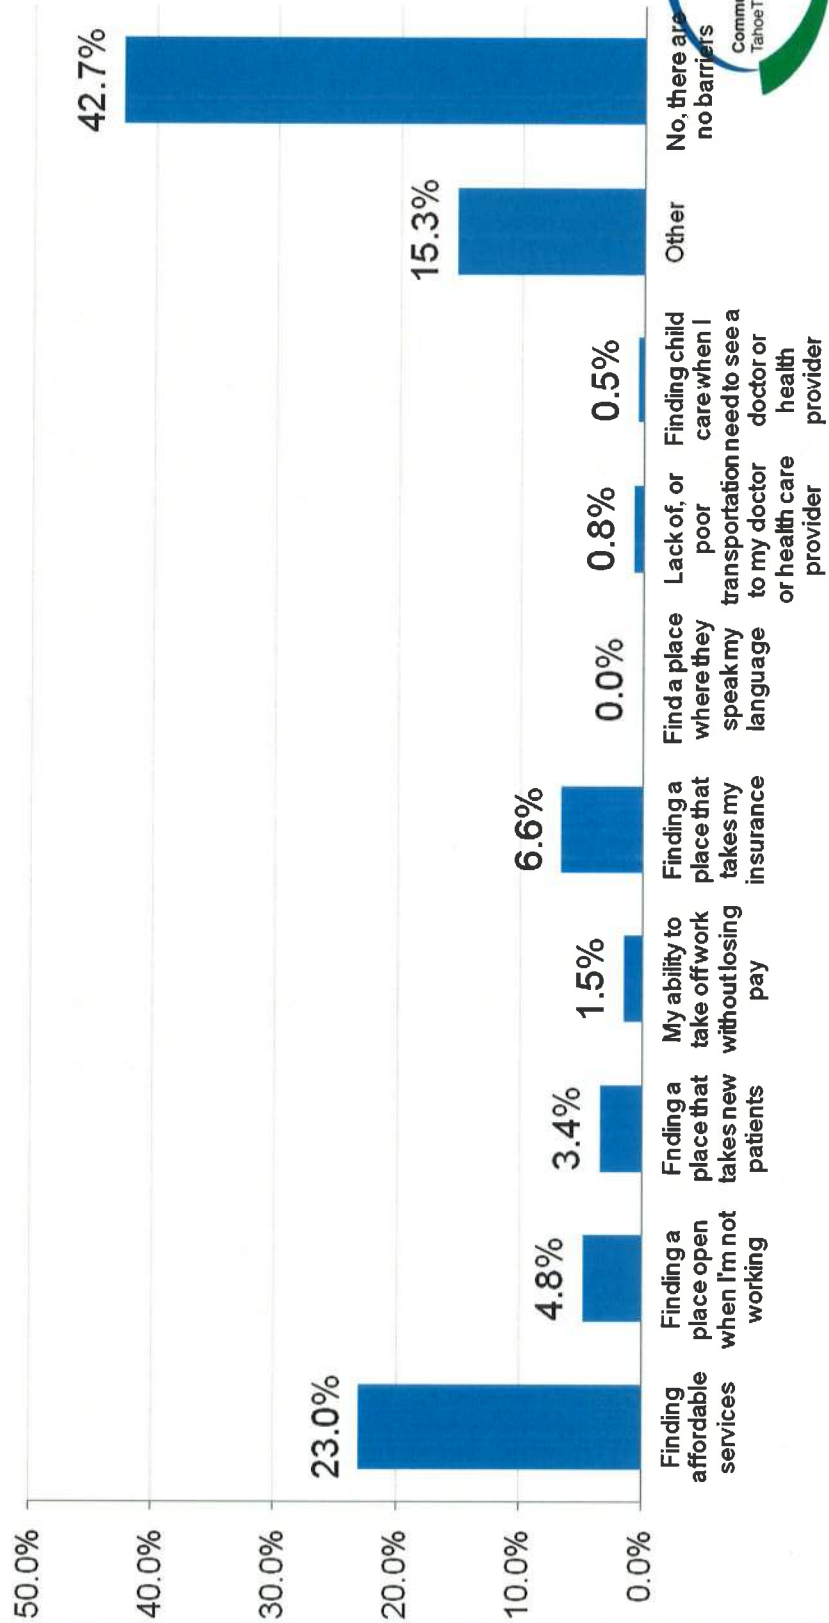 50.0%
40.0%
30.0%
20.0%
10.0%
0.0%
23.0%
4.8%
3.4%
1.5%
6.6%
0.0%
0.8%
0.5%
15.3%
42.7%
Finding
affordable
services
Finding a
place open
when I'm not
working
Fnding a
place that
takes new
patients
My ability to
take off work
without losing
pay
Finding a
place that
takes my
insurance
Find a place
where they
speak my
language
Lack of, or
poor
transportation
to my doctor
or health care
provider
Finding child
care when I
need to see a
doctor or
health
provider
Other
No, there are
no barriers